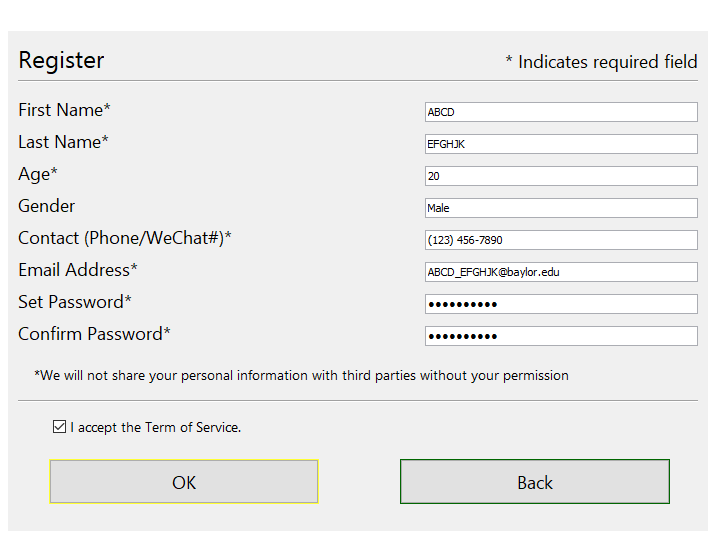 Register
* Indicates required field
First Name*
ABCD
Last Name*
EFGHJK
Age*
20
Gender
Male
Contact (Phone/WeChat#)*
(123) 456-7890
Email Address*
ABCD_EFGHJK@baylor.edu
Set Password*
●●●●●●●●●●
Confirm Password*
●●●●●●●●●●
*We will not share your personal information with third parties without your permission
I accept the Term of Service.
OK
Back